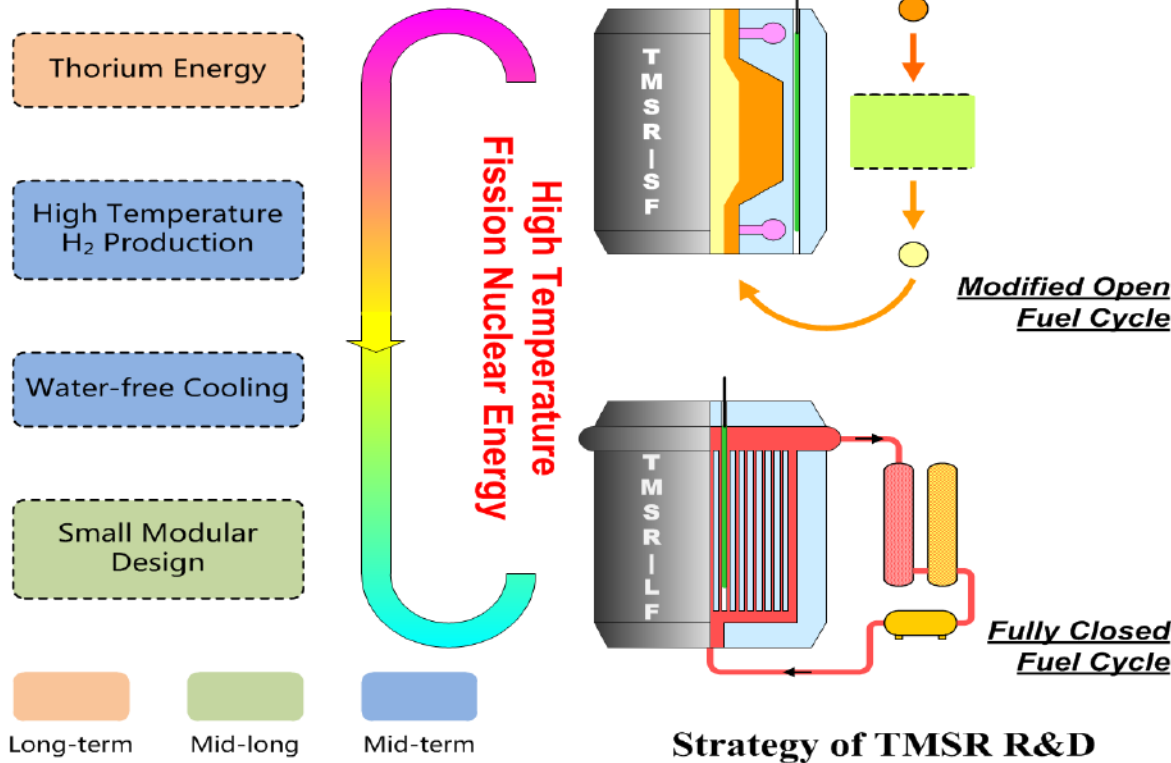 Thorium Energy
High Temperature
H₂ Production
Water-free Cooling
Small Modular
Design
Long-term
Mid-long
Mid-term
High Temperature
Fission Nuclear Energy
TMSR-SF
Modified Open
Fuel Cycle
TMSR-LF
Fully Closed
Fuel Cycle
Strategy of TMSR R&D